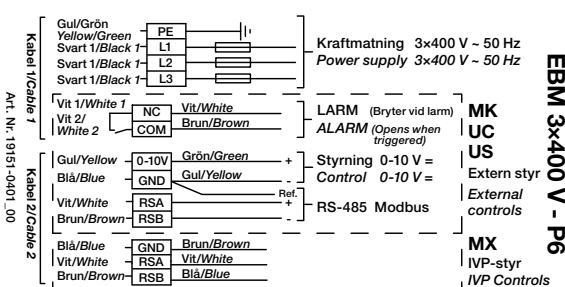 Kabel 1/Cable 1
Gul/Grön
Yellow/Green
PE
Svart 1/Black 1
L1
Svart 1/Black 1
L2
Svart 1/Black 1
L3
Kraftmatning 3×400 V ~ 50 Hz
Power supply 3×400 V ~ 50 Hz
Vit 1/White 1
Vit 2/
White 2
NC
COM
Vit/White
Brun/Brown
LARM (Bryter vid larm)
ALARM (Opens when
triggered)
MK
UC
US
Extern styr
External
controls
Kabel 2/Cable 2
Gul/Yellow
0-10V
Grön/Green
+
Blå/Blue
GND
Gul/Yellow
-
Styrning 0-10 V =
Control 0-10 V =
Ref.
Vit/White
RSA
+
Brun/Brown
RSB
-
RS-485 Modbus
Blå/Blue
GND
Brun/Brown
Vit/White
RSA
Vit/White
Brun/Brown
RSB
Blå/Blue
MX
IVP-styr
IVP Controls
EBM 3×400 V - P6
Art. Nr. 19151-0401_00